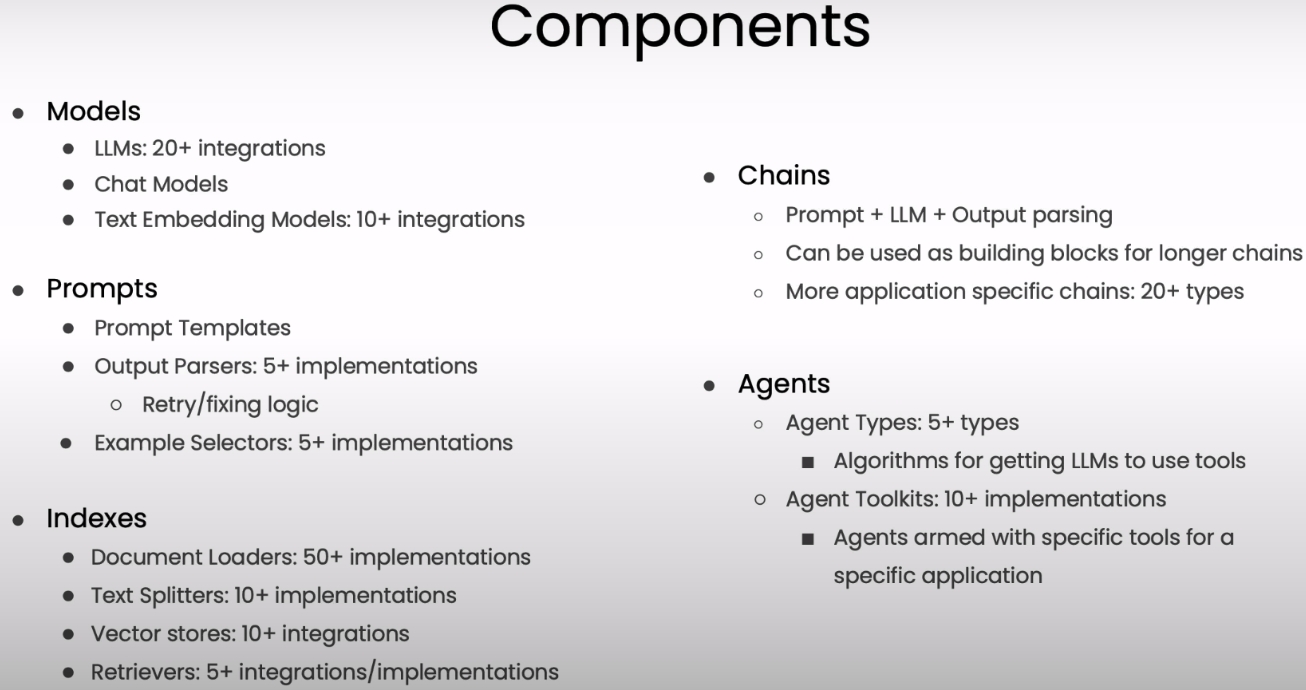 Components
Models
LLMs: 20+ integrations
Chat Models
Text Embedding Models: 10+ integrations
Prompts
Prompt Templates
Output Parsers: 5+ implementations
Retry/fixing logic
Example Selectors: 5+ implementations
Indexes
Document Loaders: 50+ implementations
Text Splitters: 10+ implementations
Vector stores: 10+ integrations
Retrievers: 5+ integrations/implementations
Chains
Prompt + LLM + Output parsing
Can be used as building blocks for longer chains
More application specific chains: 20+ types
Agents
Agent Types: 5+ types
Algorithms for getting LLMs to use tools
Agent Toolkits: 10+ implementations
Agents armed with specific tools for a
specific application